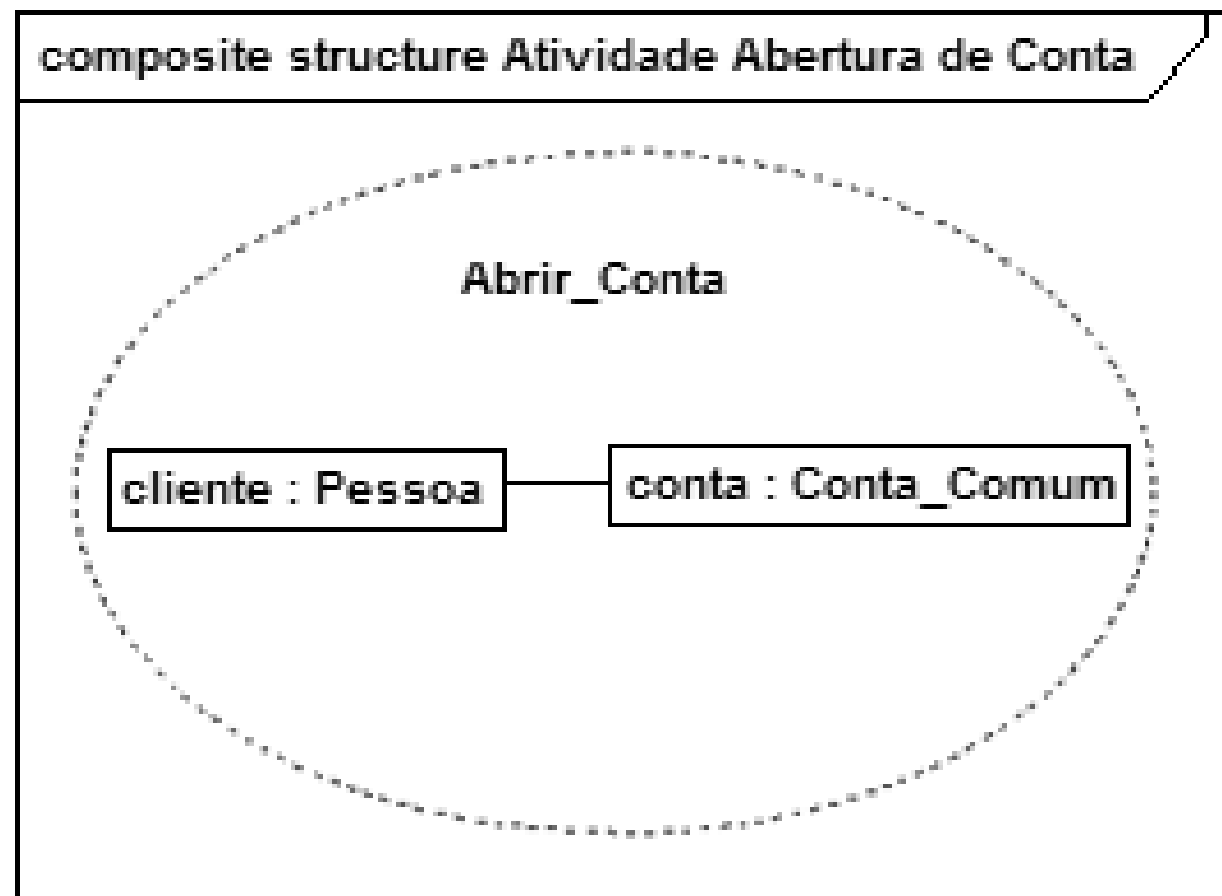 composite structure Atividade Abertura de Conta
Abrir_Conta
cliente : Pessoa
conta : Conta_Comum